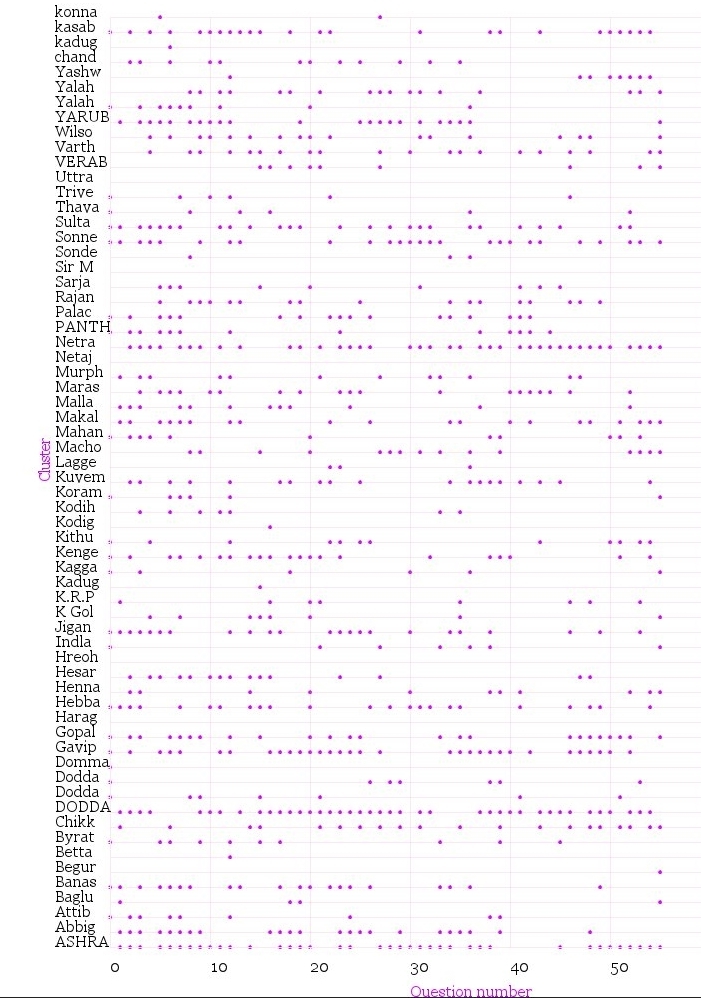 konna
kasab
kadug
chand
Yashw
Yalah
Yalah
YARUB
Wilso
Varth
VERAB
Uttra
Trive
Thaya
Sulta
Sonne
Sonde
Sir M
Sarja
Rajan
Palac
PANTH
Netra
Netaj
Murph
Maras
Malla
Makal
Mahan
Macho
Lagge
Kuvem
Koram
Kodih
Kodig
Kithu
Kenge
Kagga
Kadug
K.R.P
K Gol
Jigan
Indla
Hreoh
Hesar
Henna
Hebba
Harag
Gopal
Gavip
Domma
Dodda
Dodda
DODDA
Chikk
Byrat
Betta
Begur
Banas
Baglu
Attib
Abbig
ASHRA
Cluster
0 10 20 30 40 50
Question number